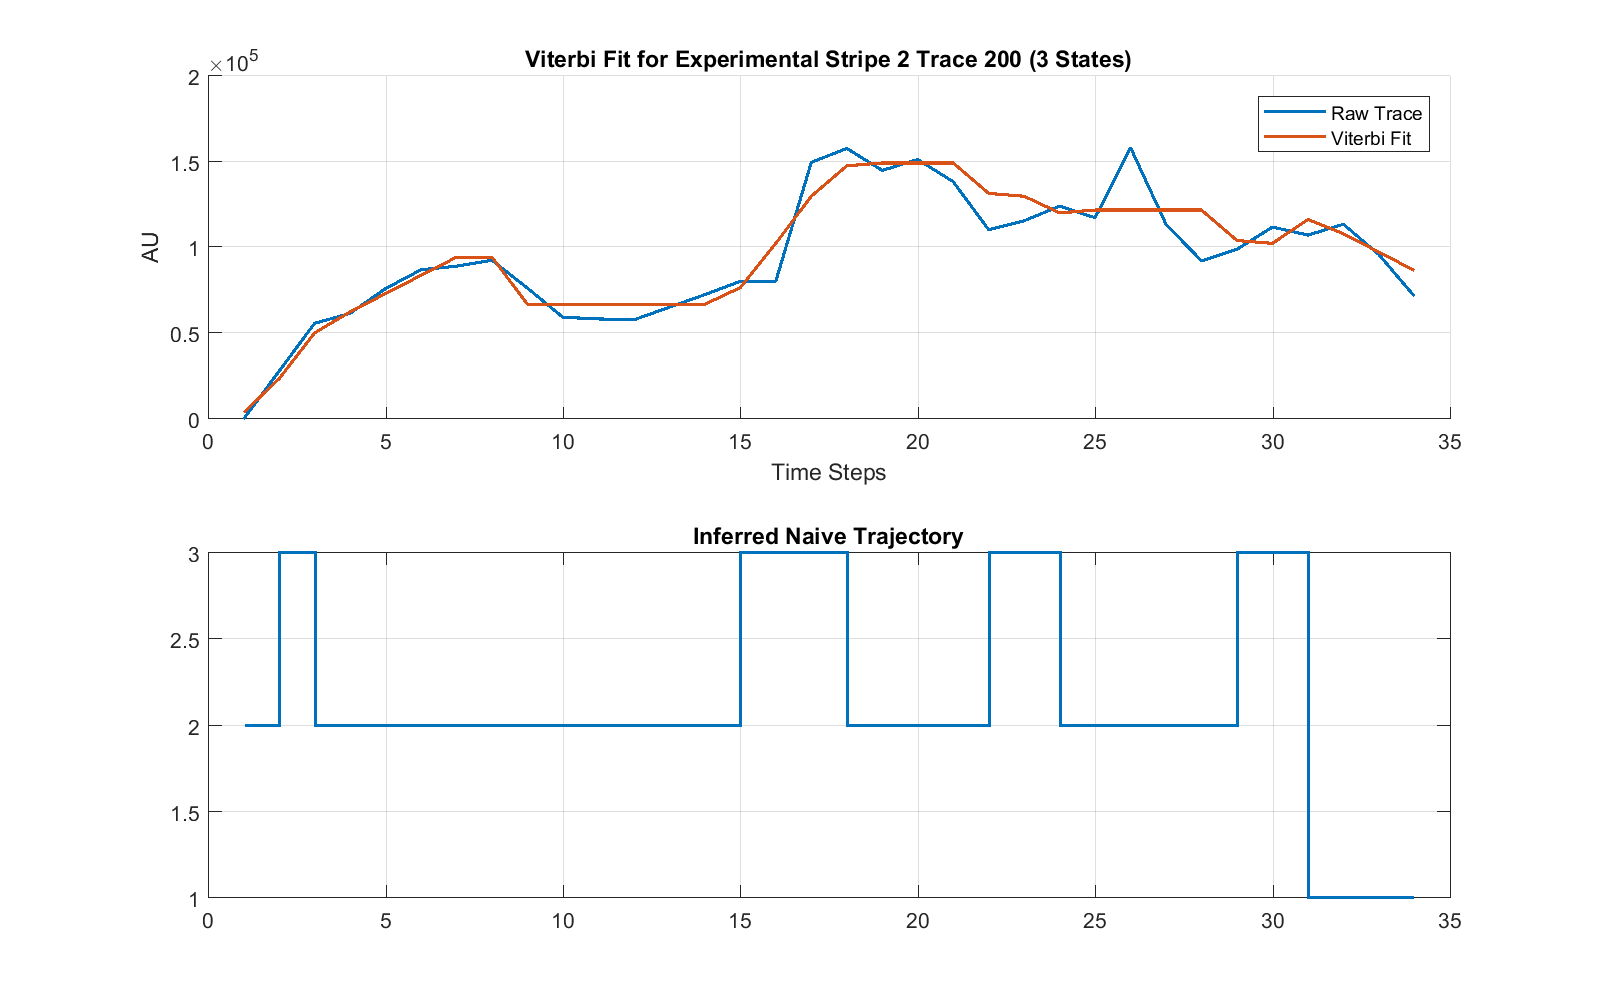 Viterbi Fit for Experimental Stripe 2 Trace 200 (3 States)
×10^5
2
1.5
1
0.5
0
AU
Raw Trace
Viterbi Fit
0 5 10 15 20 25 30 35
Time Steps
Inferred Naive Trajectory
3
2.5
2
1.5
1
0 5 10 15 20 25 30 35